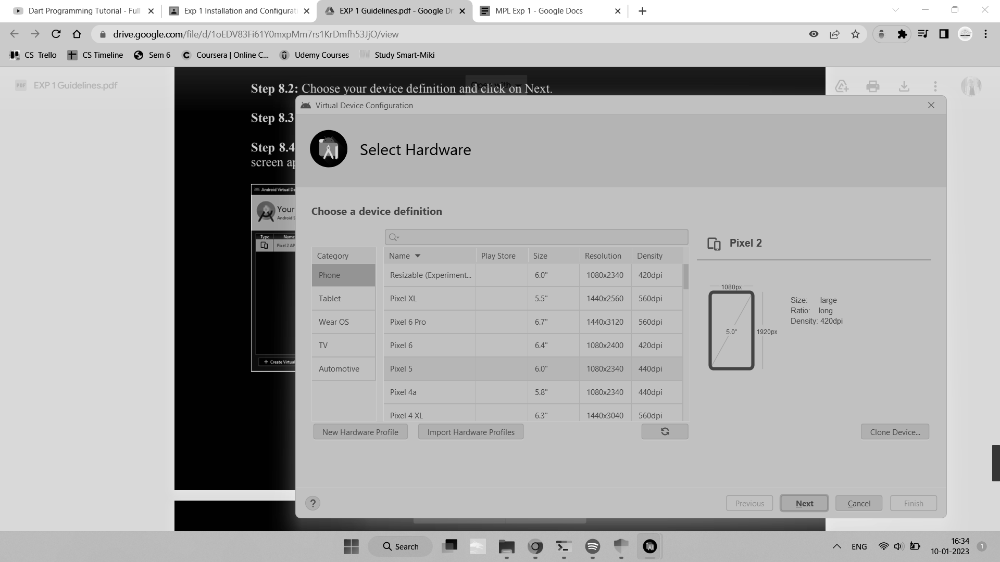 Dart Programming Tutorial - Full
Exp 1 Installation and Configurati
EXP 1 Guidelines.pdf - Google Dr
MPL Exp 1 - Google Docs
drive.google.com/file/d/1oEDV83Fi61Y0mxpMm7rs1KrDmfh53JjO/view
CS Trello
CS Timeline
Sem 6
Coursera | Online C...
Udemy Courses
Study Smart-Miki
PDF
EXP 1 Guidelines.pdf
Open with
Step 8.2: Choose your device definition and click on Next.
Step 8.3
Step 8.4
screen ap
Android Virtual De
Your
Android S
Type Name
Pixel 2 AP
Create Virtual
Virtual Device Configuration
Select Hardware
Choose a device definition
Category
Phone
Tablet
Wear OS
TV
Automotive
Name Play Store Size Resolution Density
Resizable (Experiment... 6.0" 1080x2340 420dpi
Pixel XL 5.5" 1440x2560 560dpi
Pixel 6 Pro 6.7" 1440x3120 560dpi
Pixel 6 6.4" 1080x2400 420dpi
Pixel 5 6.0" 1080x2340 440dpi
Pixel 4a 5.8" 1080x2340 440dpi
Pixel 4 XL 6.3" 1440x3040 560dpi
Pixel 2
1080px
5.0"
1920px
Size: large
Ratio: long
Density: 420dpi
New Hardware Profile
Import Hardware Profiles
Clone Device...
?
Previous
Next
Cancel
Finish
Search
ENG
16:34
10-01-2023
1